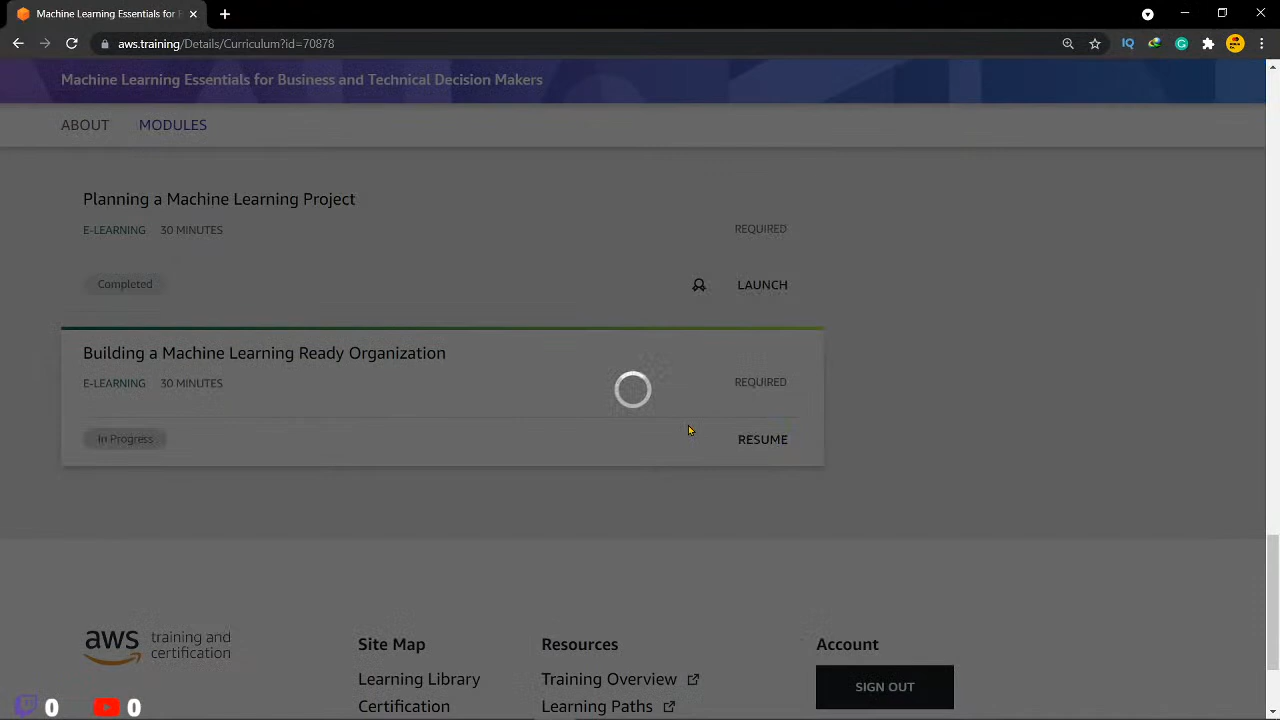 Machine Learning Essentials for
aws.training/Details/Curriculum?id=70878
IQ
Machine Learning Essentials for Business and Technical Decision Makers
ABOUT MODULES
Planning a Machine Learning Project
E-LEARNING 30 MINUTES REQUIRED
Completed LAUNCH
Building a Machine Learning Ready Organization
E-LEARNING 30 MINUTES REQUIRED
In Progress RESUME
aws training and certification
Site Map
Learning Library
Certification
Resources
Training Overview
Learning Paths
Account
SIGN OUT
0 0